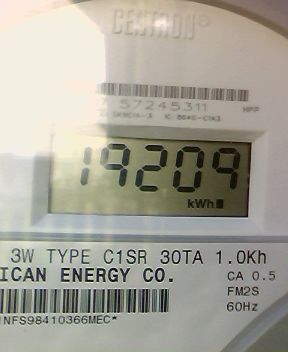 CENTRON®
57245311
HPP
19209
kWh
3W TYPE C1SR 30TA 1.0Kh
ICAN ENERGY CO.
CA 0.5
FM2S
60Hz
NFS98410366MEC*